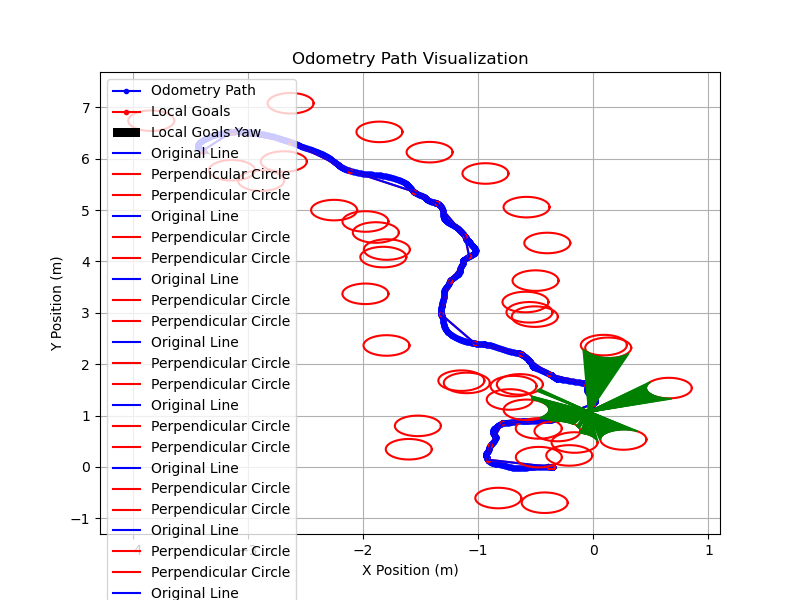 Odometry Path Visualization
Odometry Path
Local Goals
Local Goals Yaw
Original Line
Perpendicular Circle
Perpendicular Circle
Original Line
Perpendicular Circle
Perpendicular Circle
Original Line
Perpendicular Circle
Perpendicular Circle
Original Line
Perpendicular Circle
Perpendicular Circle
Original Line
Perpendicular Circle
Perpendicular Circle
Original Line
Perpendicular Circle
Perpendicular Circle
Original Line
Perpendicular Circle
Perpendicular Circle
Original Line
7
6
5
4
3
2
1
0
−1
Y Position (m)
−2
−1
0
1
X Position (m)